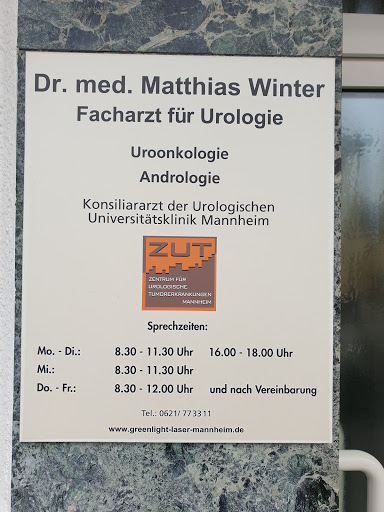 Dr. med. Matthias Winter
Facharzt für Urologie
Uroonkologie
Andrologie
Konsiliararzt der Urologischen
Universitätsklinik Mannheim
ZUT
ZENTRUM FÜR
UROLOGISCHE
TUMORERKRANKUNGEN
MANNHEIM
Sprechzeiten:
Mo. - Di.: 8.30 - 11.30 Uhr 16.00 - 18.00 Uhr
Mi.: 8.30 - 11.30 Uhr
Do. - Fr.: 8.30 - 12.00 Uhr und nach Vereinbarung
Tel.: 0621/ 773311
www.greenlight-laser-mannheim.de